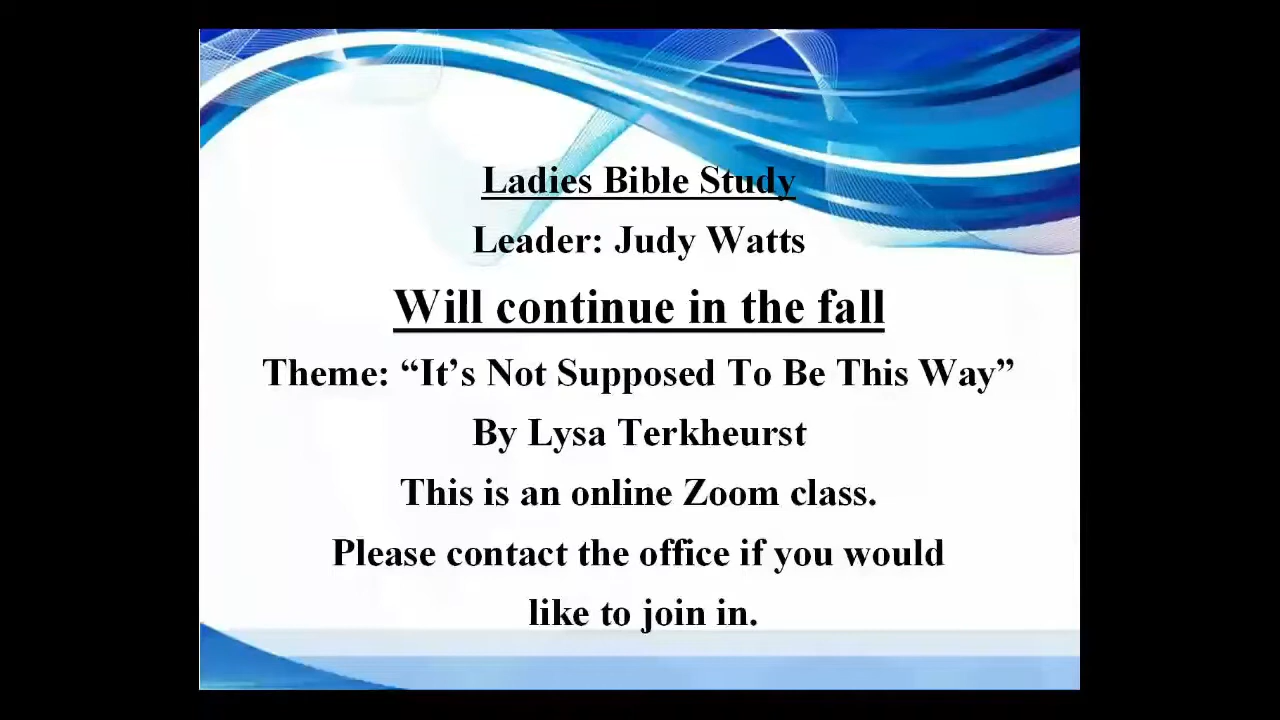 Ladies Bible Study
Leader: Judy Watts
Will continue in the fall
Theme: “It’s Not Supposed To Be This Way”
By Lysa Terkheurst
This is an online Zoom class.
Please contact the office if you would
like to join in.